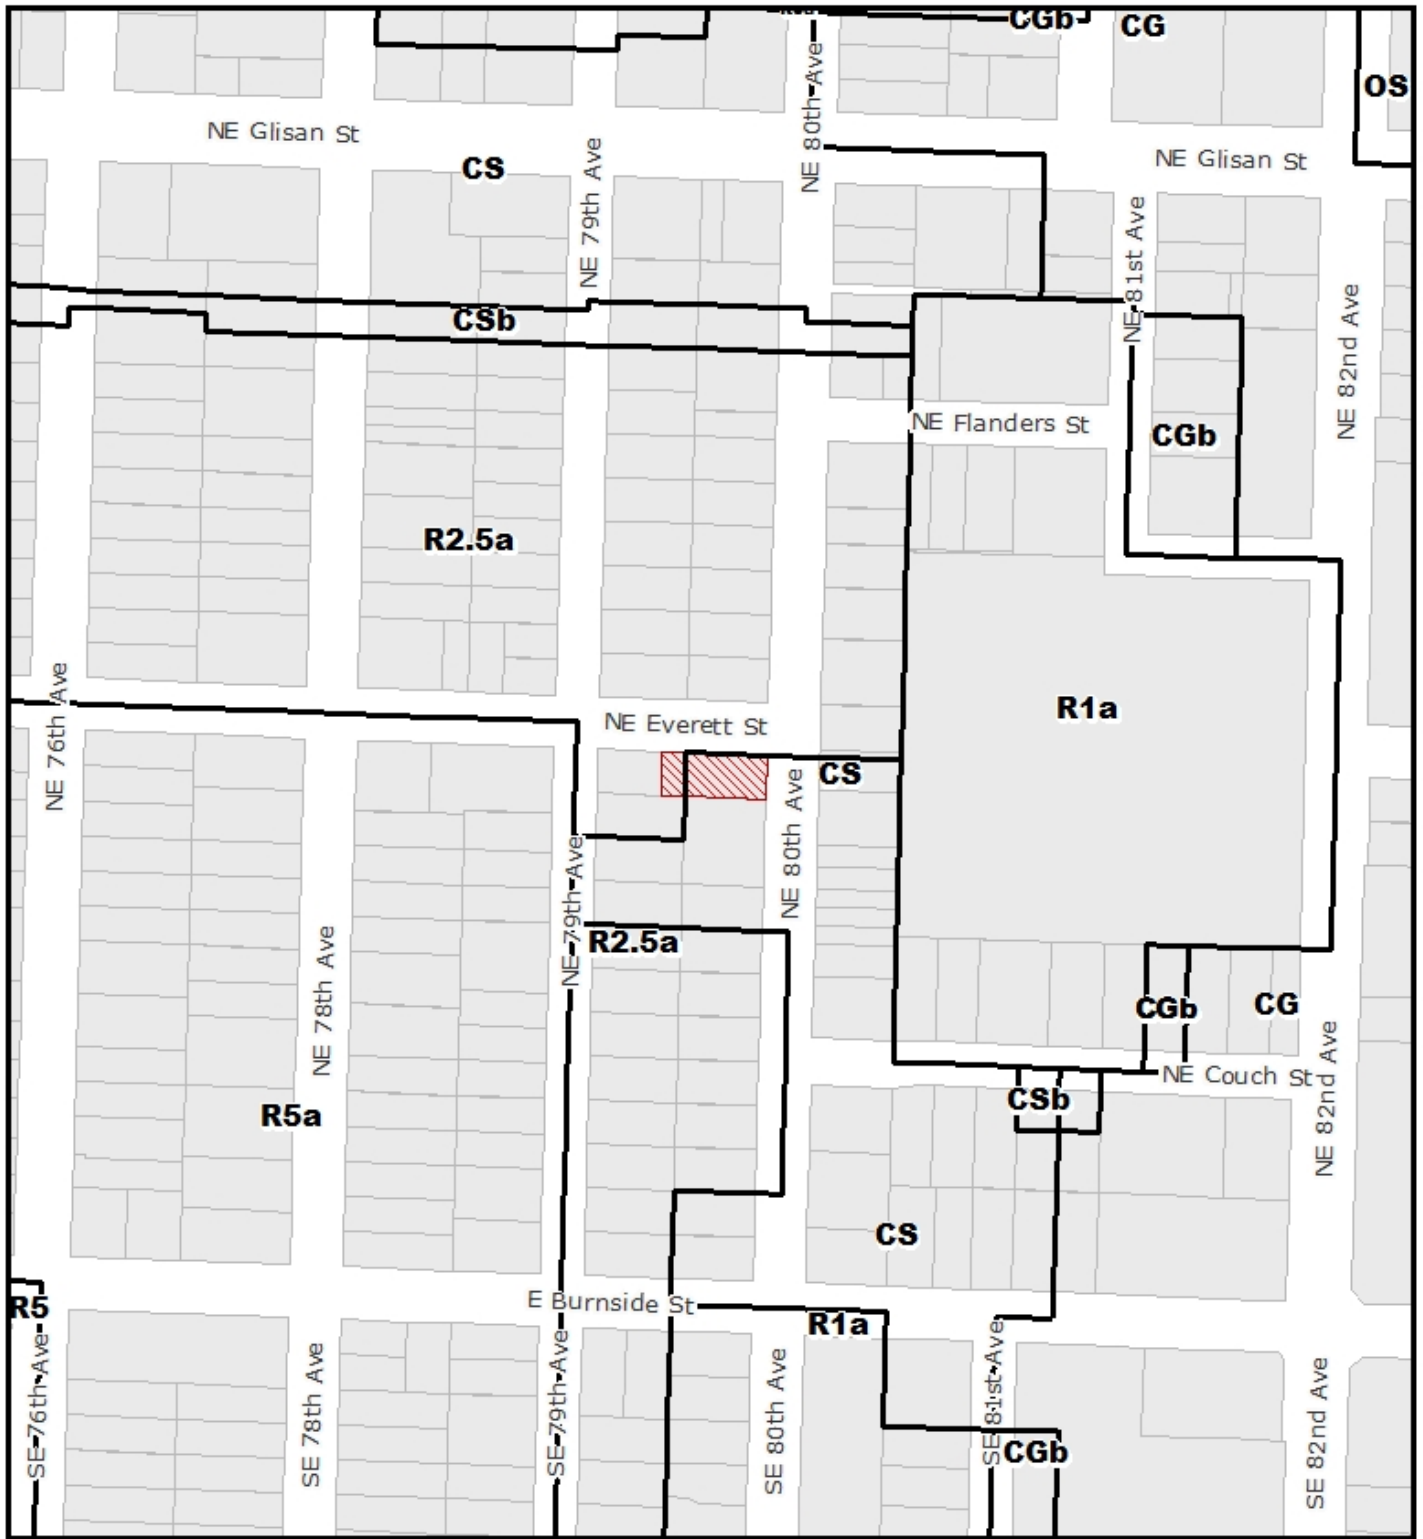 CGb
CG
OS
NE 80th Ave
NE Glisan St
NE Glisan St
CS
NE 79th Ave
NE 81st Ave
NE 82nd Ave
CSb
NE Flanders St
CGb
R2.5a
NE 76th Ave
NE Everett St
R1a
CS
NE 80th Ave
NE 79th Ave
R2.5a
NE 78th Ave
CGb
CG
NE 82nd Ave
NE Couch St
CSb
R5a
CS
R5
E Burnside St
R1a
SE 76th Ave
SE 78th Ave
SE 79th Ave
SE 80th Ave
SE 81st Ave
SE 82nd Ave
CGb